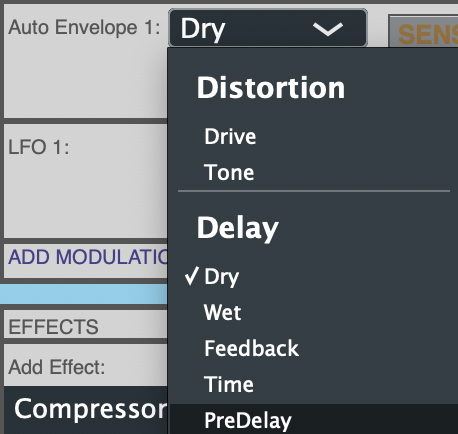 Auto Envelope 1:
Dry
SENS
Distortion
Drive
Tone
LFO 1:
Delay
ADD MODULATIO
✓ Dry
Wet
EFFECTS
Feedback
Add Effect:
Time
Compressor
PreDelay